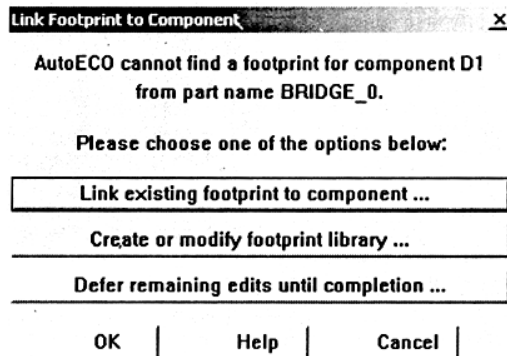 Link Footprint to Component
AutoECO cannot find a footprint for component D1
from part name BRIDGE_0.
Please choose one of the options below:
Link existing footprint to component ...
Create or modify footprint library ...
Defer remaining edits until completion ...
OK Help Cancel